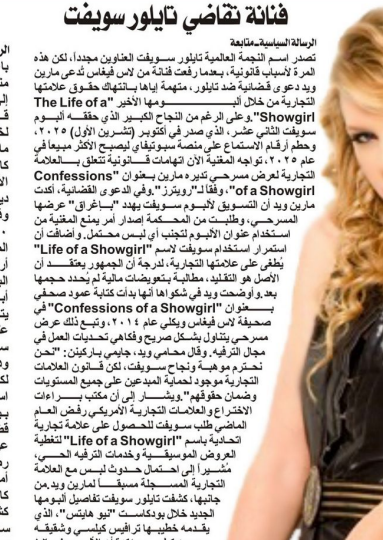 فنانة تقاضي تايلور سويفت
الرسالة السياسية-متابعة
تصدر اسم النجمة العالمية تايلور سويفت العناوين مجدداً، لكن هذه
المرة لأسباب قانونية، بعدما رفعت فنانة من لاس فيغاس تُدعى مارين
ويد دعوى قضائية ضد تايلور، متهمة إياها بانتهاك حقوق علامتها
التجارية من خلال ألبومها الأخير "The Life of a
Showgirl". وعلى الرغم من النجاح الكبير الذي حققه ألبوم
سويفت الثاني عشر، الذي صدر في أكتوبر (تشرين الأول) ٢٠٢٥،
وحطم أرقام الاستماع على منصة سبوتيفاي ليصبح الأكثر مبيعاً في
عام ٢٠٢٥، تواجه المغنية الآن اتهامات قانونية تتعلق بالعلامة
التجارية لعرض مسرحي تديره مارين بعنوان "Confessions
of a Showgirl"، وفقاً لـ"رويترز". وفي الدعوى القضائية، أكدت
مارين ويد أن التسويق لألبوم سويفت يهدد "بإغراق" عرضها
المسرحي، وطلبت من المحكمة إصدار أمر يمنع المغنية من
استخدام عنوان الألبوم لتجنب أي لبس محتمل. وأضافت أن
استمرار استخدام سويفت لاسم "Life of a Showgirl"
يُطغى على علامتها التجارية، لدرجة أن الجمهور يعتقد أن
الأصل هو التقليد، مطالبة بتعويضات مالية لم يُحدد حجمها
بعد. وأوضحت ويد في شكواها أنها بدأت كتابة عمود صحفي
بعنوان "Confessions of a Showgirl" في
صحيفة لاس فيغاس ويكلي عام ٢٠١٤، وتبع ذلك عرض
مسرحي يتناول بشكل صريح وفكاهي تحديات العمل في
مجال الترفيه. وقال محامي ويد، جايمي باركينن: "نحن
نحترم موهبة ونجاح سويفت، لكن قانون العلامات
التجارية موجود لحماية المبدعين على جميع المستويات
وضمان حقوقهم". ويشار إلى أن مكتب براءات
الاختراع والعلامات التجارية الأمريكي رفض العام
الماضي طلب سويفت للحصول على علامة تجارية
اتحادية باسم "Life of a Showgirl" لتغطية
العروض الموسيقية وخدمات الترفيه الحي،
مُشيراً إلى احتمال حدوث لبس مع العلامة
التجارية المسجلة مسبقاً لمارين ويد. من
جانبها، كشفت تايلور سويفت تفاصيل ألبومها
الجديد خلال بودكاست "نيو هايتس"، الذي
يقدمه خطيبها ترافيس كيلسي وشقيقه